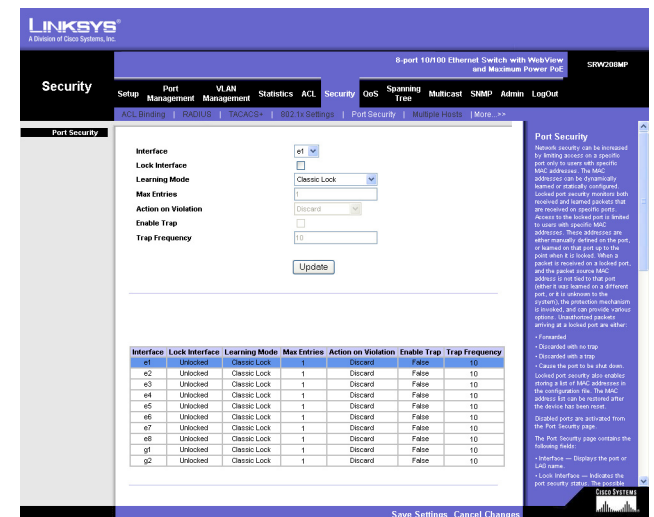 LINKSYS®
A Division of Cisco Systems, Inc.
8-port 10/100 Ethernet Switch with WebView
and Maximum Power PoE
SRW208MP
Security
Setup Port Management VLAN Management Statistics ACL Security QoS Spanning Tree Multicast SNMP Admin LogOut
ACL Binding | RADIUS | TACACS+ | 802.1x Settings | Port Security | Multiple Hosts | More...>>
Port Security
Interface e1
Lock Interface
Learning Mode Classic Lock
Max Entries 1
Action on Violation Discard
Enable Trap
Trap Frequency 10
Update
Interface Lock Interface Learning Mode Max Entries Action on Violation Enable Trap Trap Frequency
e1 Unlocked Classic Lock 1 Discard False 10
e2 Unlocked Classic Lock 1 Discard False 10
e3 Unlocked Classic Lock 1 Discard False 10
e4 Unlocked Classic Lock 1 Discard False 10
e5 Unlocked Classic Lock 1 Discard False 10
e6 Unlocked Classic Lock 1 Discard False 10
e7 Unlocked Classic Lock 1 Discard False 10
e8 Unlocked Classic Lock 1 Discard False 10
g1 Unlocked Classic Lock 1 Discard False 10
g2 Unlocked Classic Lock 1 Discard False 10
Port Security
Network security can be increased
by limiting access on a specific
port only to users with specific
MAC addresses. The MAC
addresses can be dynamically
learned or statically configured.
Locked port security monitors both
received and learned packets that
are received on specific ports.
Access to the locked port is limited
to users with specific MAC
addresses. These addresses are
either manually defined on the port,
or learned on that port up to the
point when it is locked. When a
packet is received on a locked port,
and the packet source MAC
address is not tied to that port
(either it was learned on a different
port, or it is unknown to the
system), the protection mechanism
is invoked, and can provide various
options. Unauthorized packets
arriving at a locked port are either:
• Forwarded
• Discarded with no trap
• Discarded with a trap
• Cause the port to be shut down.
Locked port security also enables
storing a list of MAC addresses in
the configuration file. The MAC
address list can be restored after
the device has been reset.
Disabled ports are activated from
the Port Security page.
The Port Security page contains the
following fields:
• Interface — Displays the port or
LAG name.
• Lock Interface — Indicates the
port security status. The possible
Save Settings Cancel Changes
CISCO SYSTEMS